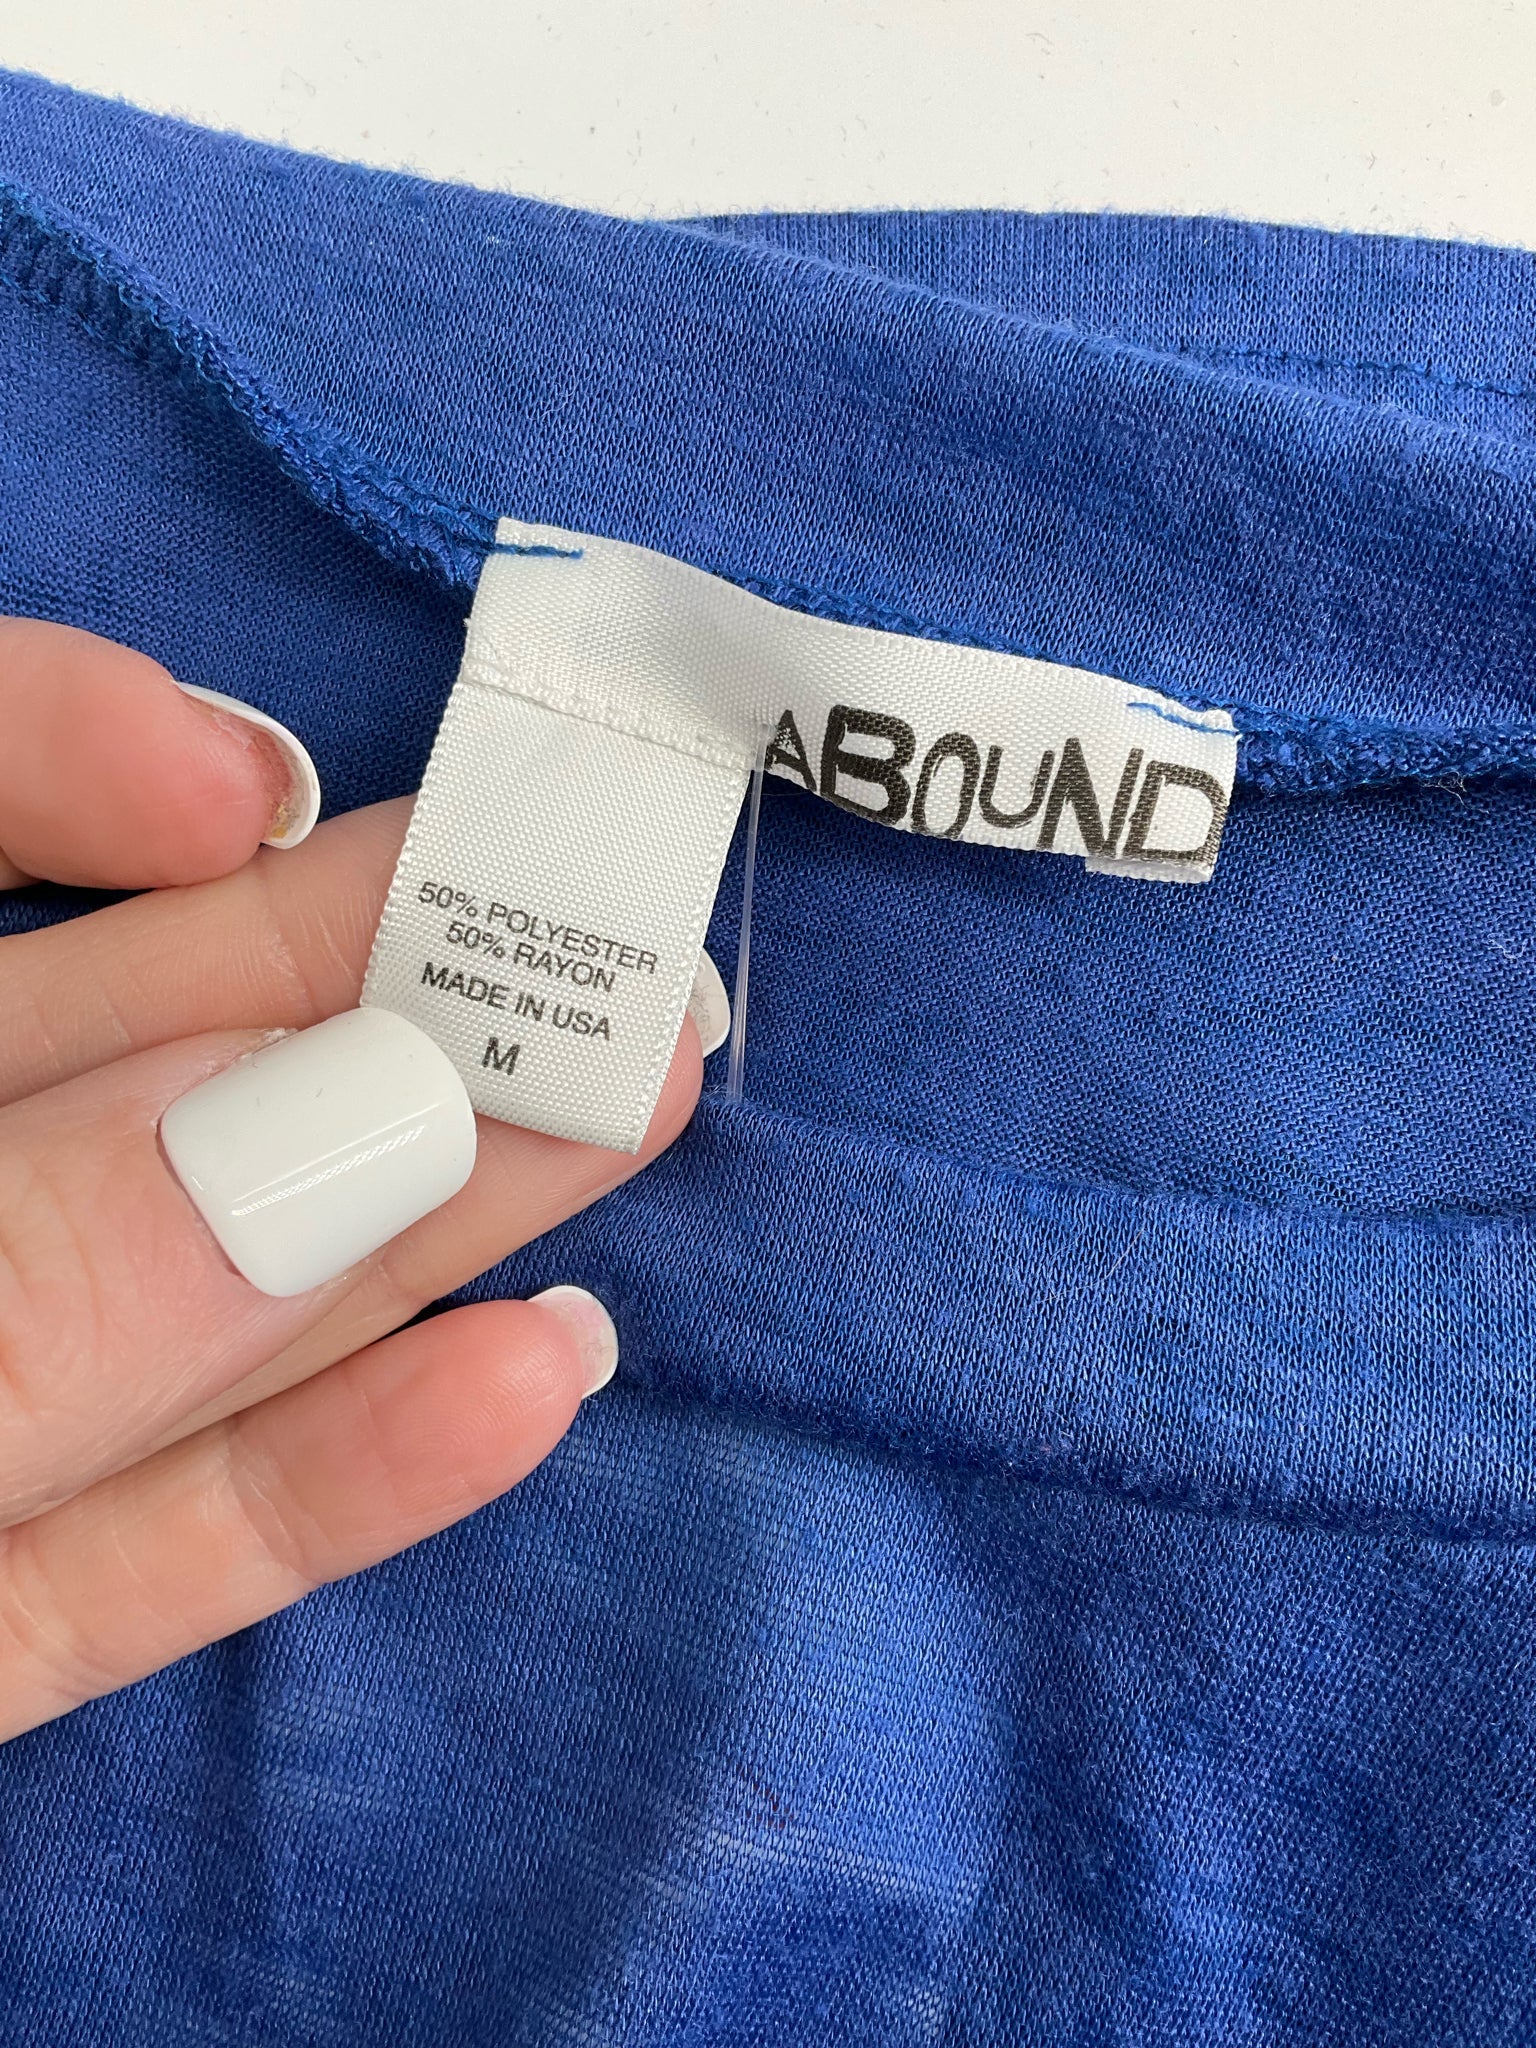 ABOUND
50% POLYESTER
50% RAYON
MADE IN USA
M